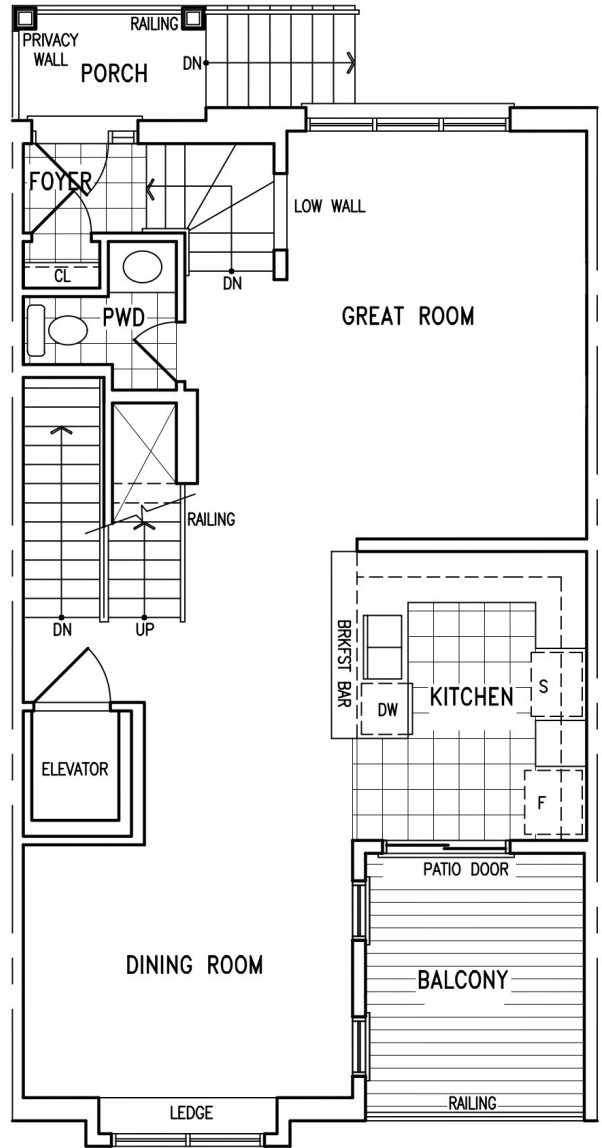 RAILING
PRIVACY
WALL
PORCH
DN
FOYER
LOW WALL
CL
DN
PWD
GREAT ROOM
RAILING
DN
UP
BRKFST BAR
KITCHEN
S
DW
ELEVATOR
F
PATIO DOOR
DINING ROOM
BALCONY
LEDGE
RAILING